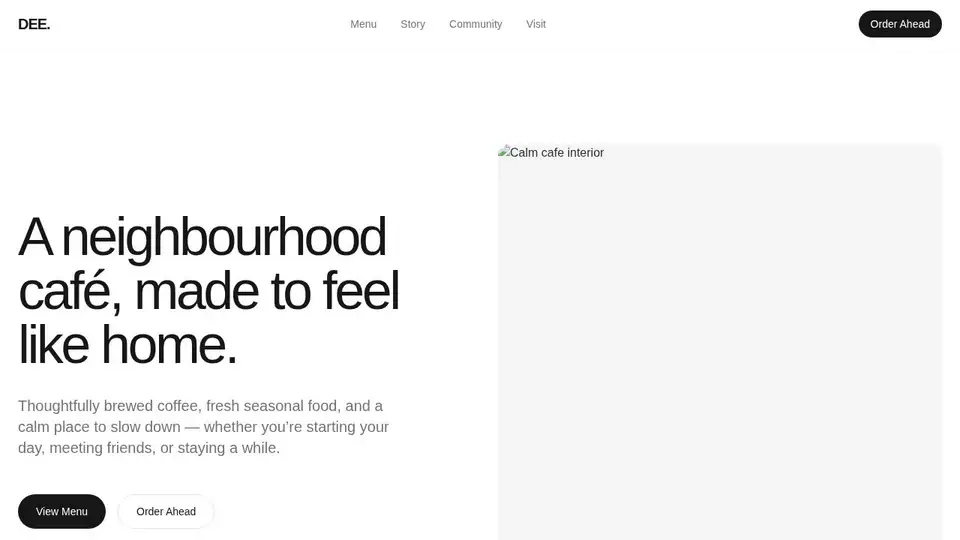 DEE.
Menu
Story
Community
Visit
Order Ahead
Calm cafe interior
A neighbourhood
café, made to feel
like home.
Thoughtfully brewed coffee, fresh seasonal food, and a
calm place to slow down — whether you’re starting your
day, meeting friends, or staying a while.
View Menu
Order Ahead